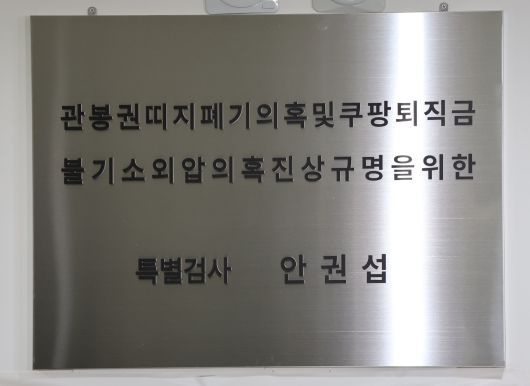 관봉권띠지폐기의혹및쿠팡퇴직금
불기소외압의혹진상규명을위한
특별검사 안권섭